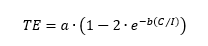 TE = a · (1 − 2 · e^{−b(C/I)})